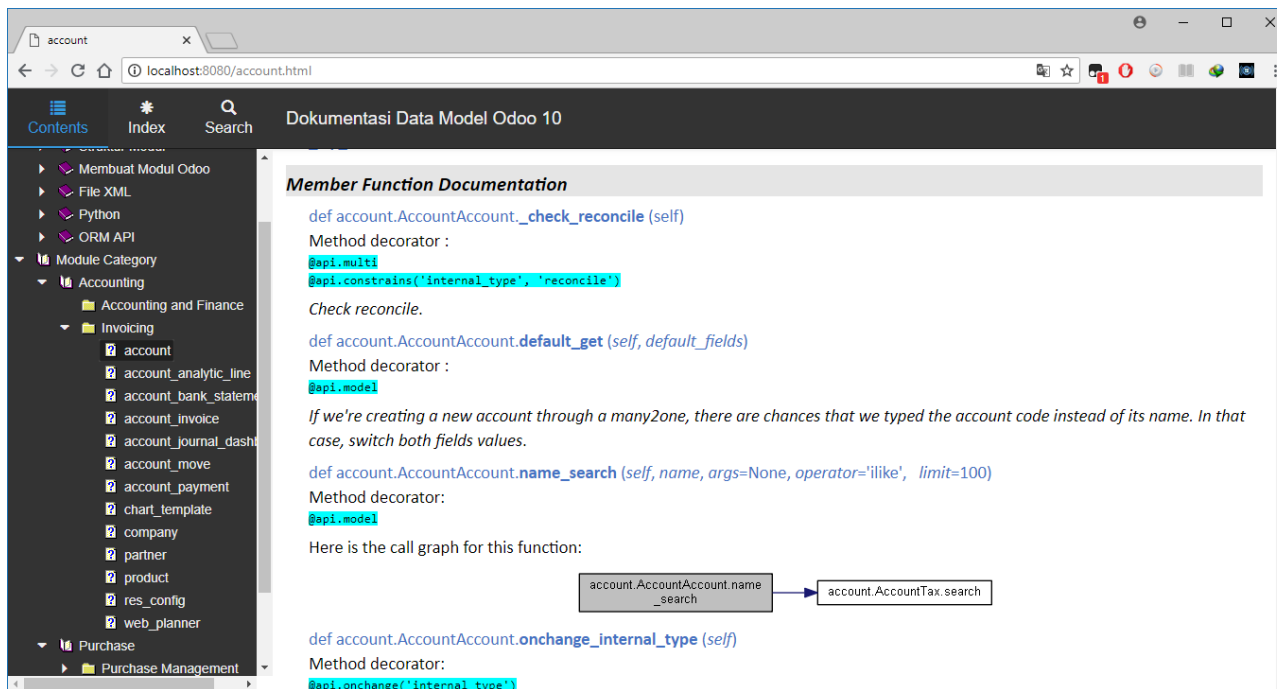 account
localhost:8080/account.html
1
Contents
Index
Search
Dokumentasi Data Model Odoo 10
Struktur Modul
Membuat Modul Odoo
File XML
Python
ORM API
Module Category
Accounting
Accounting and Finance
Invoicing
account
account_analytic_line
account_bank_stateme
account_invoice
account_journal_dashb
account_move
account_payment
chart_template
company
partner
product
res_config
web_planner
Purchase
Purchase Management
Member Function Documentation
def account.AccountAccount._check_reconcile (self)
Method decorator :
@api.multi
@api.constrains('internal_type', 'reconcile')
Check reconcile.
def account.AccountAccount.default_get (self, default_fields)
Method decorator :
@api.model
If we're creating a new account through a many2one, there are chances that we typed the account code instead of its name. In that
case, switch both fields values.
def account.AccountAccount.name_search (self, name, args=None, operator='ilike', limit=100)
Method decorator:
@api.model
Here is the call graph for this function:
account.AccountAccount.name
_search
account.AccountTax.search
def account.AccountAccount.onchange_internal_type (self)
Method decorator:
@api.onchange('internal_type')